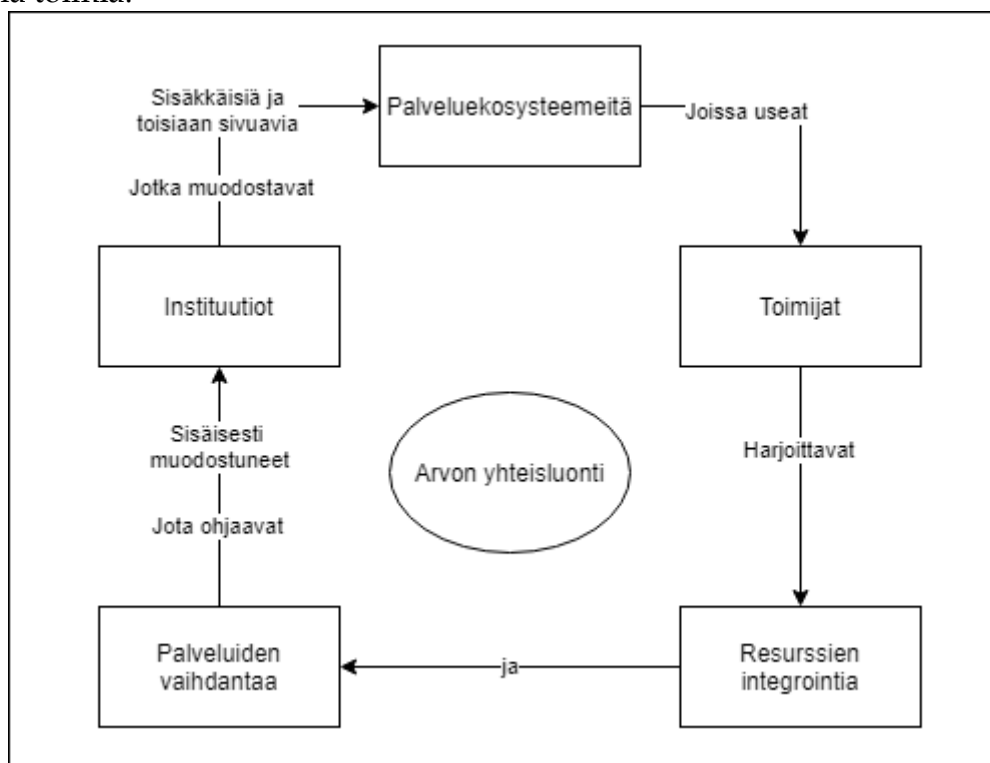 Sisäkkäisiä ja
toisiaan sivuavia
Palveluekosysteemeitä
Joissa useat
Jotka muodostavat
Instituutiot
Toimijat
Sisäisesti
muodostuneet
Arvon yhteisluonti
Harjoittavat
Jota ohjaavat
Palveluiden
vaihdantaa
ja
Resurssien
integrointia